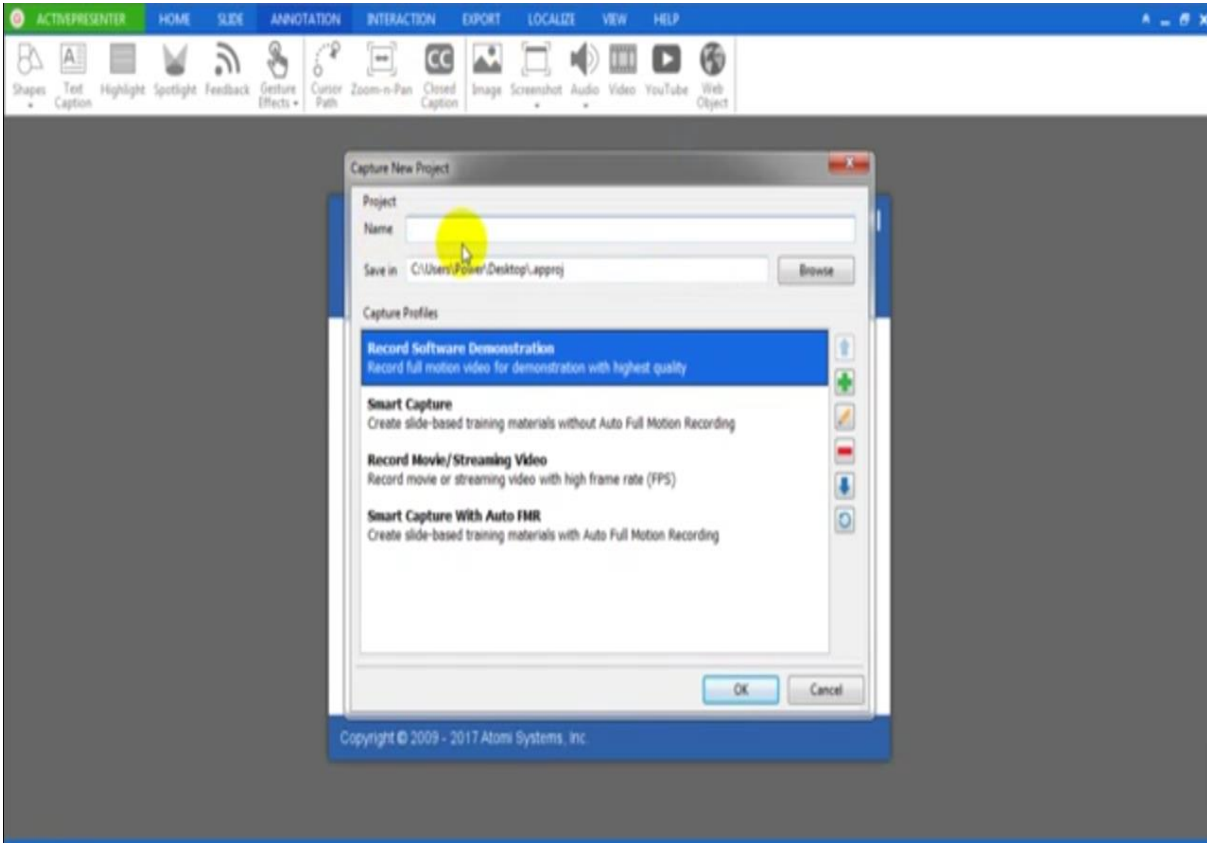 ACTIVEPRESENTER HOME SLIDE ANNOTATION INTERACTION EXPORT LOCALIZE VIEW HELP
Shapes Text Caption Highlight Spotlight Feedback Gesture Effects Cursor Path Zoom-n-Pan Closed Caption Image Screenshot Audio Video YouTube Web Object
Capture New Project
Project
Name
Save in C:\Users\Power\Desktop\.approj Browse
Capture Profiles
Record Software Demonstration
Record full motion video for demonstration with highest quality
Smart Capture
Create slide-based training materials without Auto Full Motion Recording
Record Movie/Streaming Video
Record movie or streaming video with high frame rate (FPS)
Smart Capture With Auto FMR
Create slide-based training materials with Auto Full Motion Recording
OK Cancel
Copyright © 2009 - 2017 Atomi Systems, Inc.